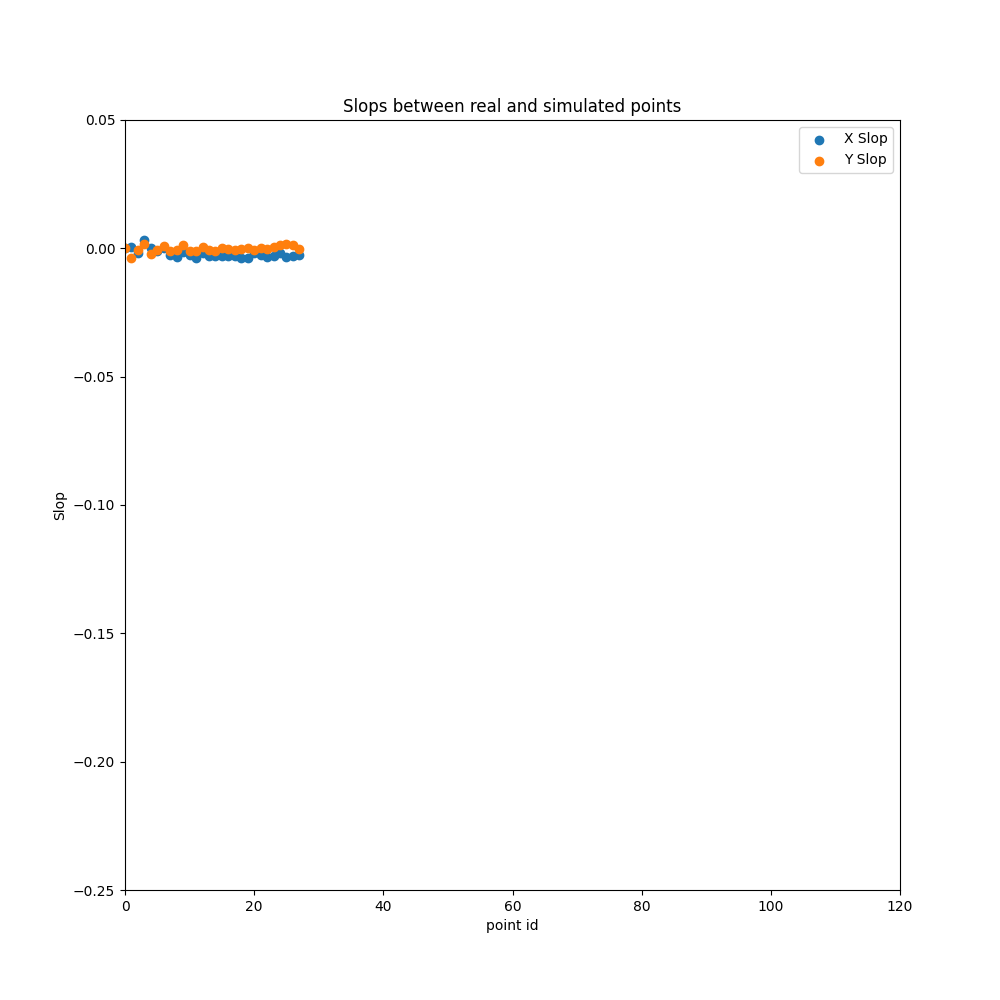 Slops between real and simulated points
X Slop
Y Slop
0.05
0.00
−0.05
−0.10
−0.15
−0.20
−0.25
Slop
0 20 40 60 80 100 120
point id